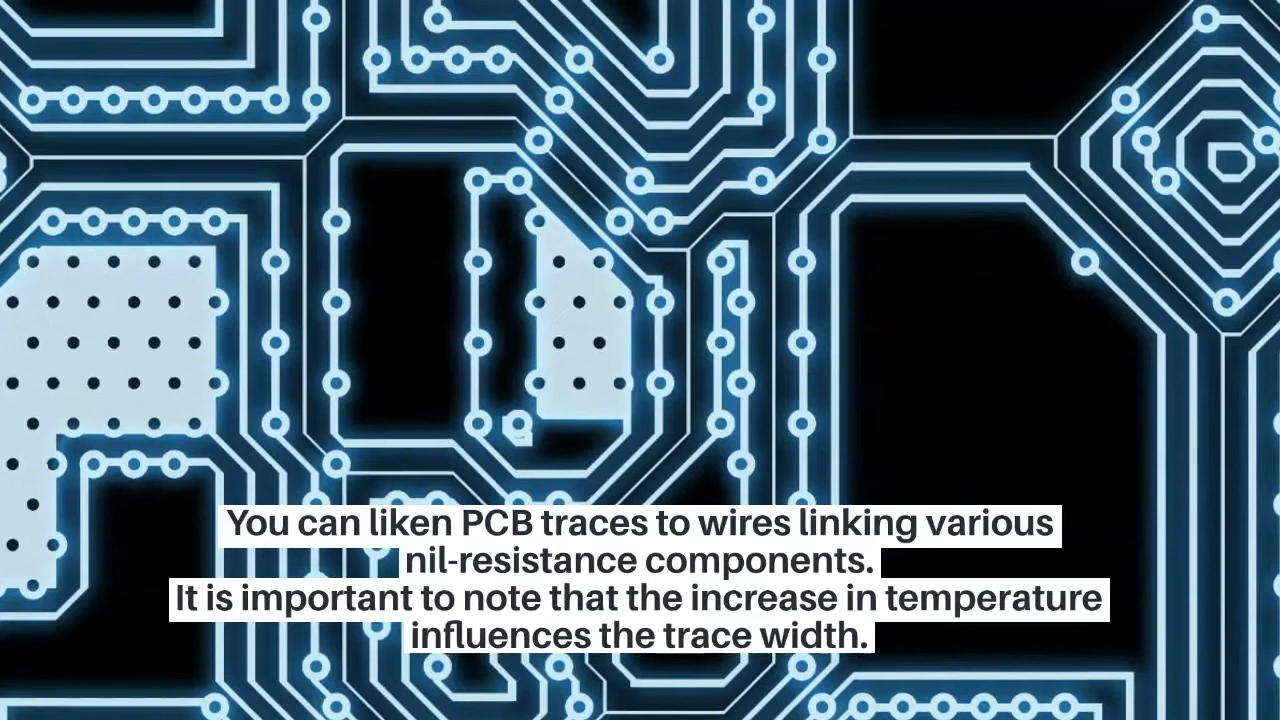 You can liken PCB traces to wires linking various
nil-resistance components.
It is important to note that the increase in temperature
influences the trace width.